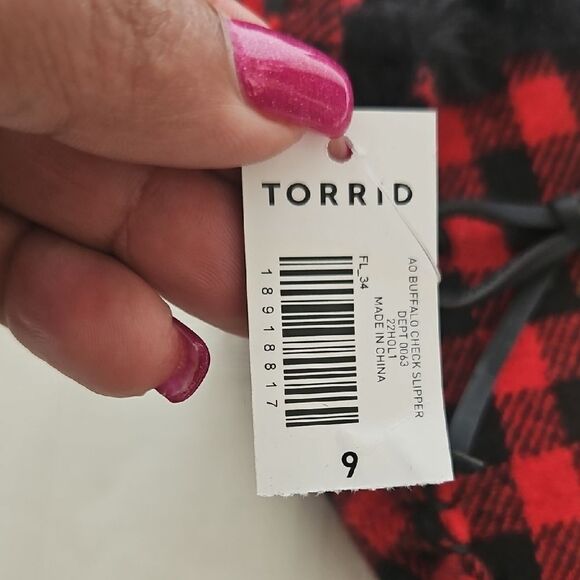 TORRID
AO BUFFALO CHECK SLIPPER
DEPT 0063
22HOL1
MADE IN CHINA
FL_34
18918817
9